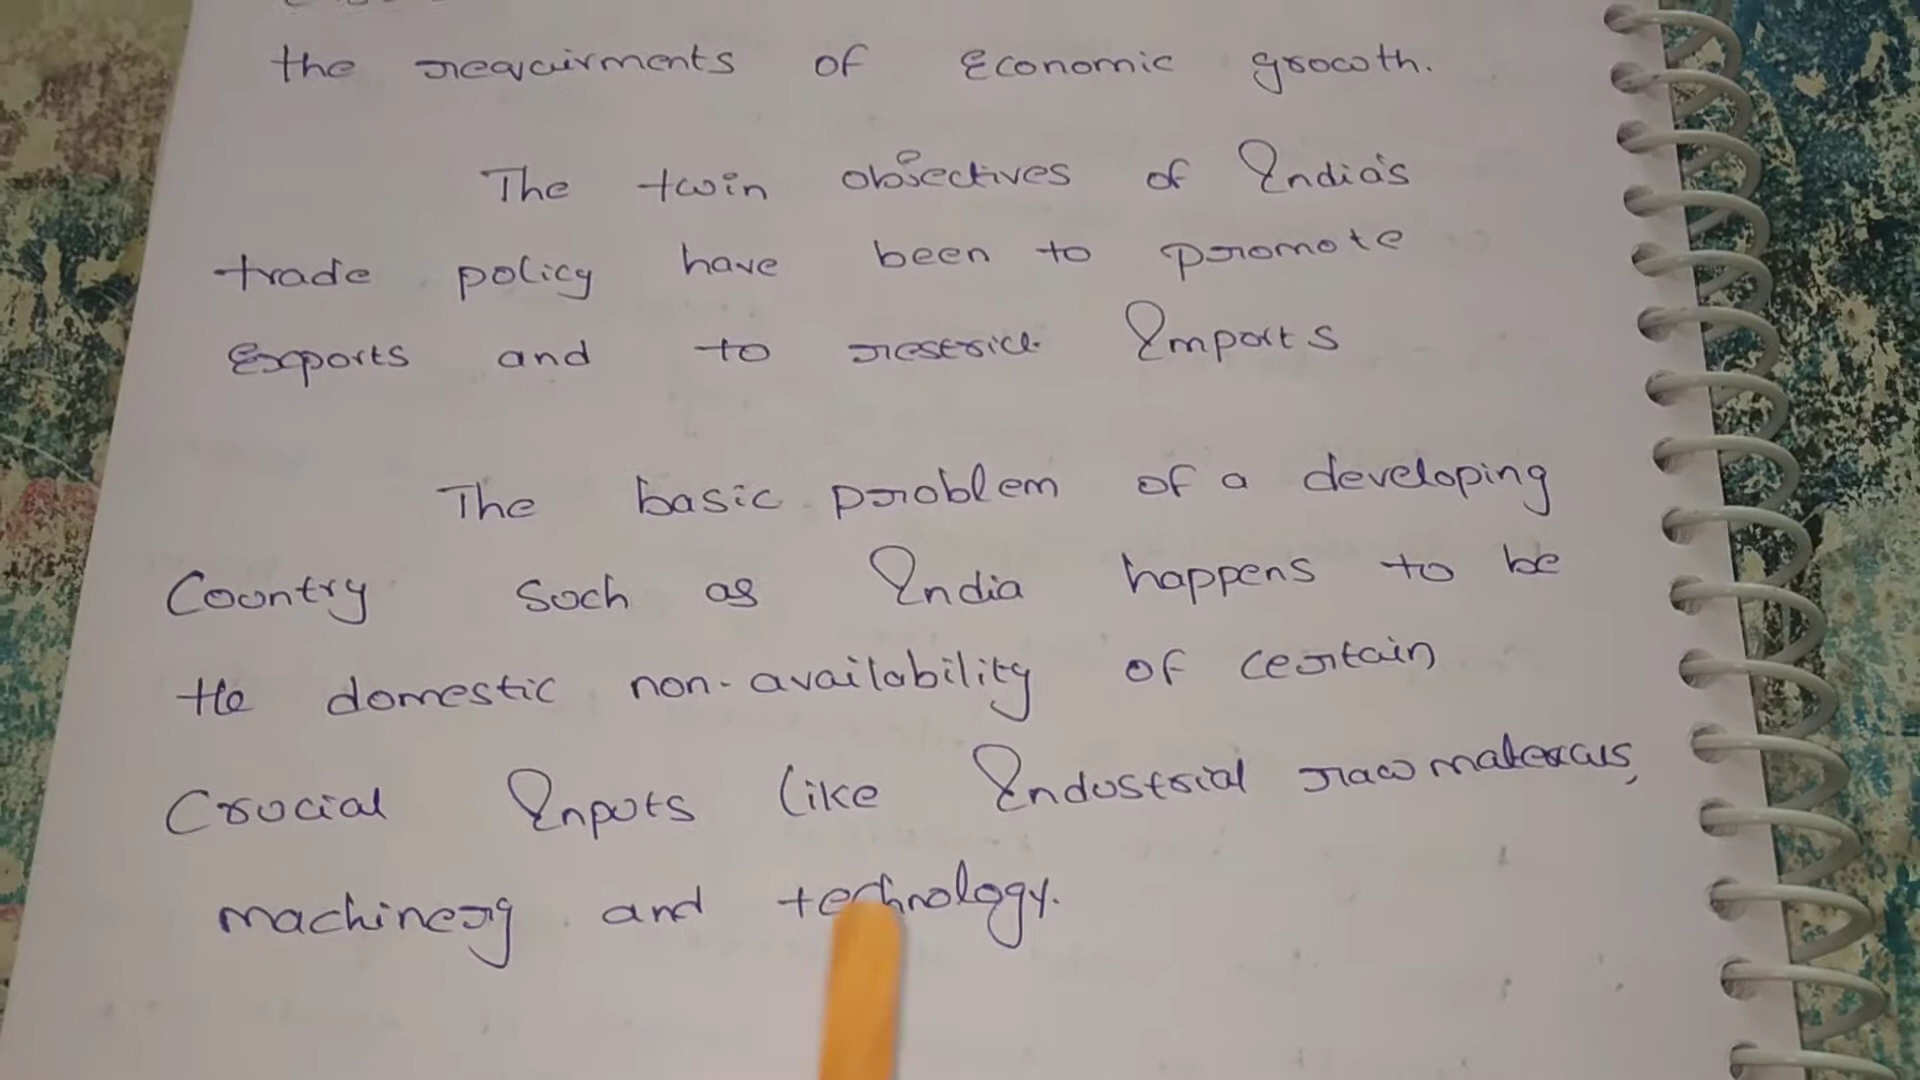 the requirments of Economic growth.
The twin objectives of India's
trade policy have been to promote
Exports and to restrict Imports
The basic problem of a developing
Country such as India happens to be
the domestic non-availability of certain
Crucial Inputs like Industrial raw materials,
machinery and technology.